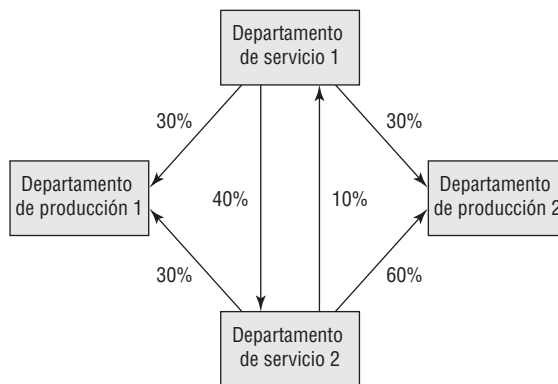 Departamento
de servicio 1
30%
30%
Departamento
de producción 1
40%
10%
Departamento
de producción 2
30%
60%
Departamento
de servicio 2